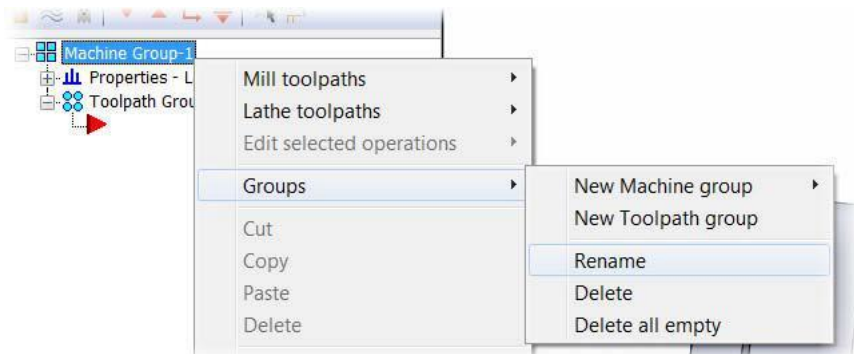 Machine Group-1
Properties - L
Toolpath Grou
Mill toolpaths
Lathe toolpaths
Edit selected operations
Groups
Cut
Copy
Paste
Delete
New Machine group
New Toolpath group
Rename
Delete
Delete all empty